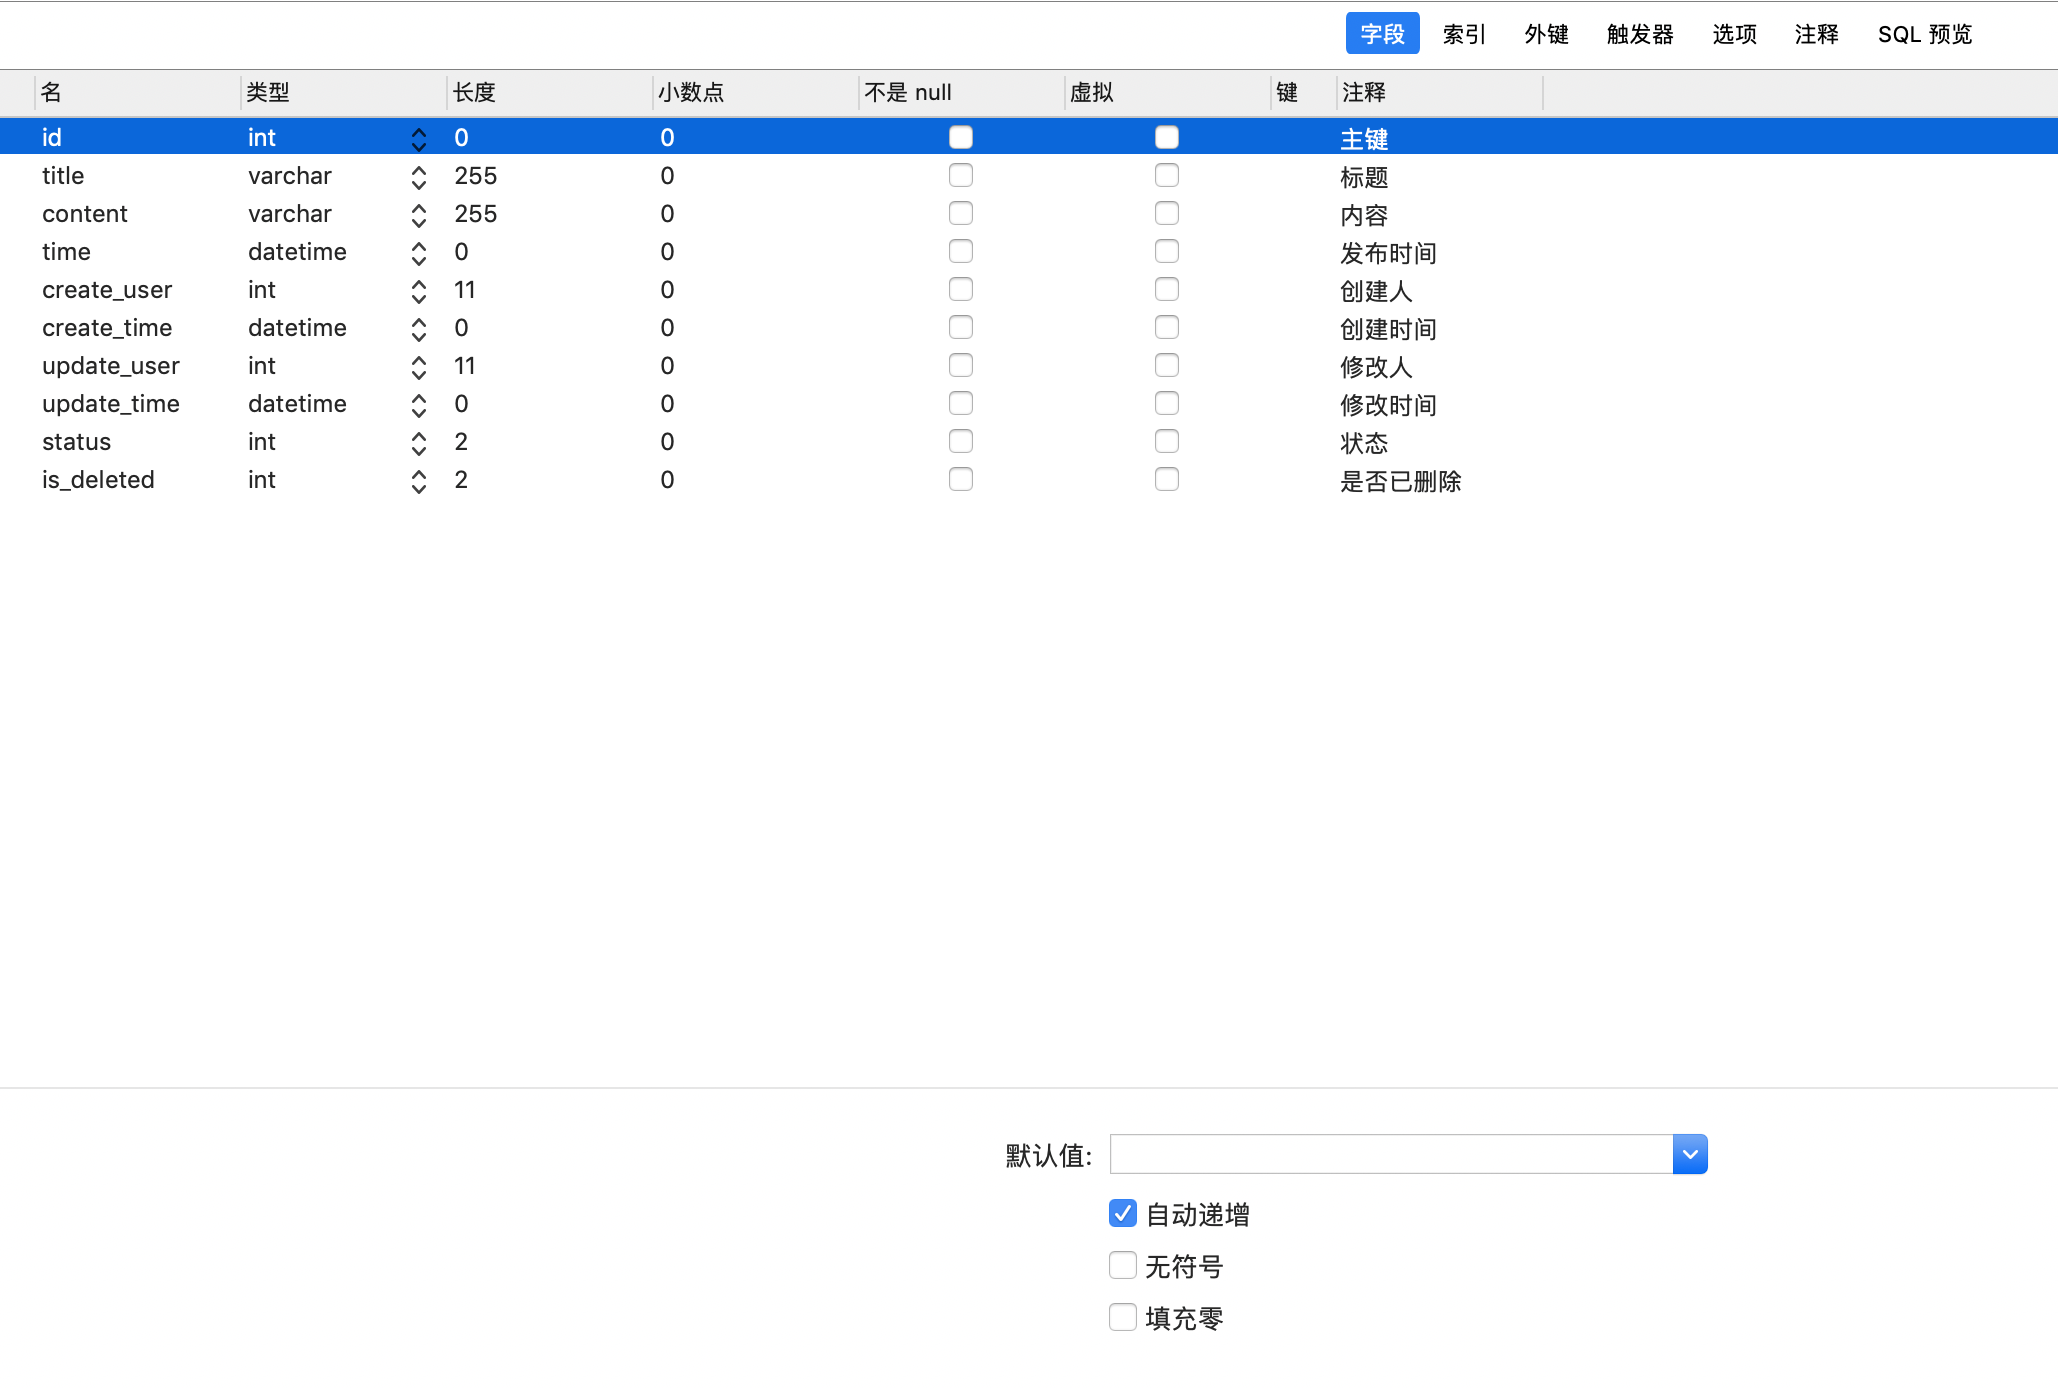 字段 索引 外键 触发器 选项 注释 SQL 预览
名 类型 长度 小数点 不是 null 虚拟 键 注释
id int 0 0 主键
title varchar 255 0 标题
content varchar 255 0 内容
time datetime 0 0 发布时间
create_user int 11 0 创建人
create_time datetime 0 0 创建时间
update_user int 11 0 修改人
update_time datetime 0 0 修改时间
status int 2 0 状态
is_deleted int 2 0 是否已删除
默认值:
自动递增
无符号
填充零